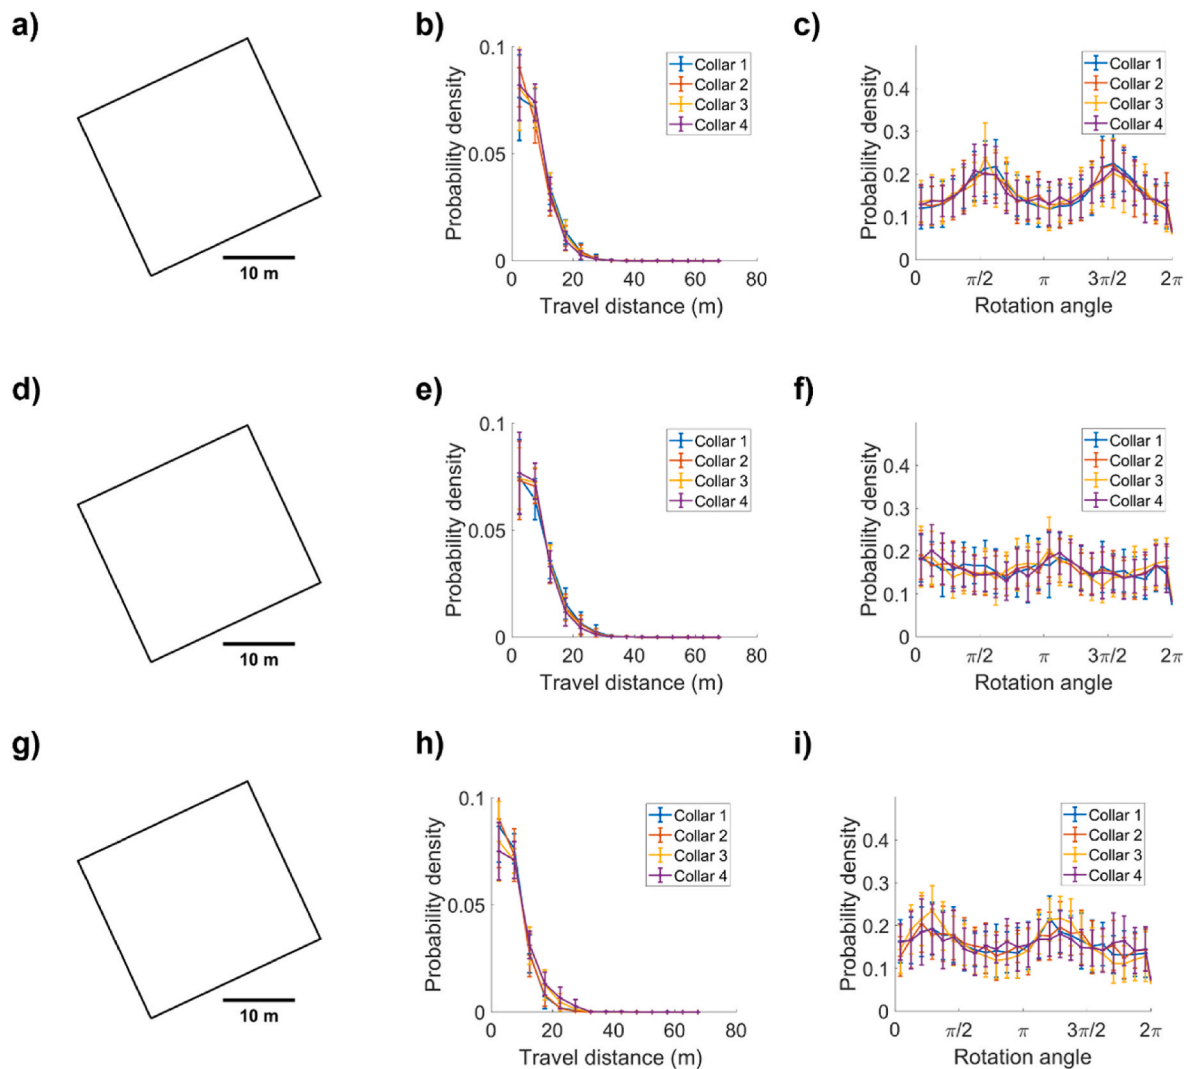 a)
10 m
b)
0.1
0.05
0
Probability density
0 20 40 60 80
Travel distance (m)
Collar 1
Collar 2
Collar 3
Collar 4
c)
0.4
0.3
0.2
0.1
0
Probability density
0 π/2 π 3π/2 2π
Rotation angle
Collar 1
Collar 2
Collar 3
Collar 4
d)
10 m
e)
0.1
0.05
0
Probability density
0 20 40 60 80
Travel distance (m)
Collar 1
Collar 2
Collar 3
Collar 4
f)
0.4
0.3
0.2
0.1
0
Probability density
0 π/2 π 3π/2 2π
Rotation angle
Collar 1
Collar 2
Collar 3
Collar 4
g)
10 m
h)
0.1
0.05
0
Probability density
0 20 40 60 80
Travel distance (m)
Collar 1
Collar 2
Collar 3
Collar 4
i)
0.4
0.3
0.2
0.1
0
Probability density
0 π/2 π 3π/2 2π
Rotation angle
Collar 1
Collar 2
Collar 3
Collar 4